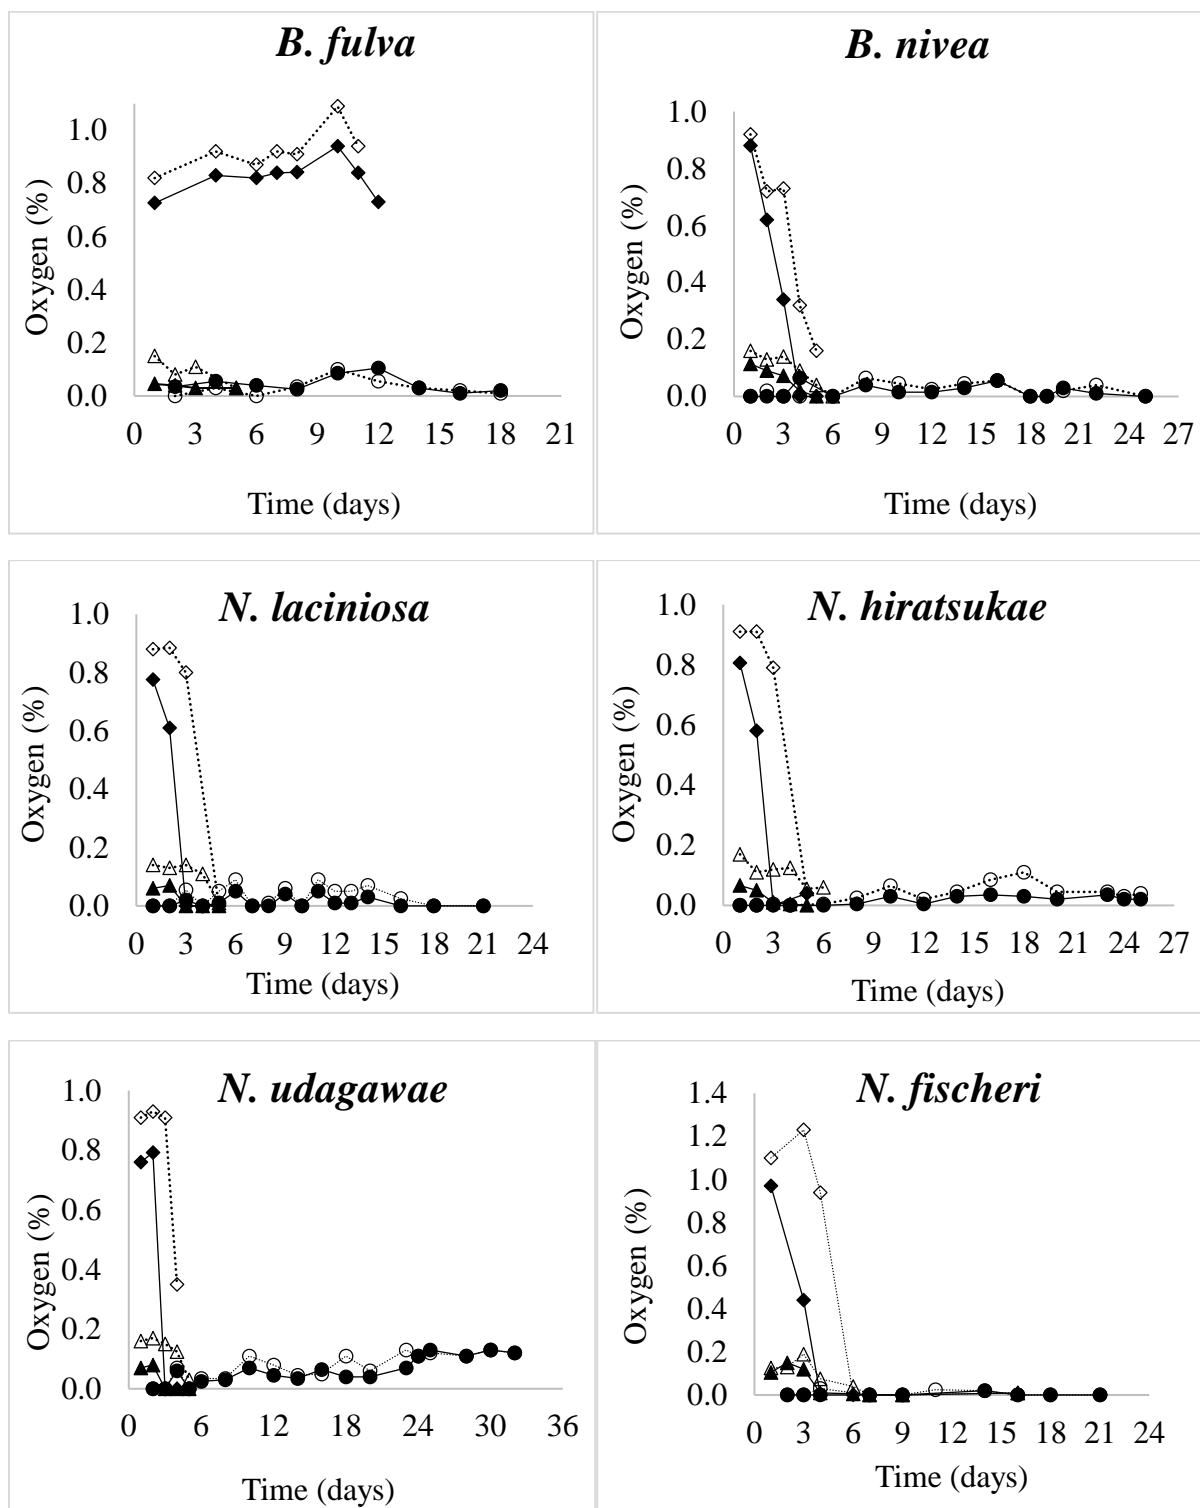 B. fulva
Oxygen (%)
1.0
0.8
0.6
0.4
0.2
0.0
0 3 6 9 12 15 18 21
Time (days)
B. nivea
Oxygen (%)
1.0
0.8
0.6
0.4
0.2
0.0
0 3 6 9 12 15 18 21 24 27
Time (days)
N. laciniosa
Oxygen (%)
1.0
0.8
0.6
0.4
0.2
0.0
0 3 6 9 12 15 18 21 24
Time (days)
N. hiratsukae
Oxygen (%)
1.0
0.8
0.6
0.4
0.2
0.0
0 3 6 9 12 15 18 21 24 27
Time (days)
N. udagawae
Oxygen (%)
1.0
0.8
0.6
0.4
0.2
0.0
0 6 12 18 24 30 36
Time (days)
N. fischeri
Oxygen (%)
1.4
1.2
1.0
0.8
0.6
0.4
0.2
0.0
0 3 6 9 12 15 18 21 24
Time (days)